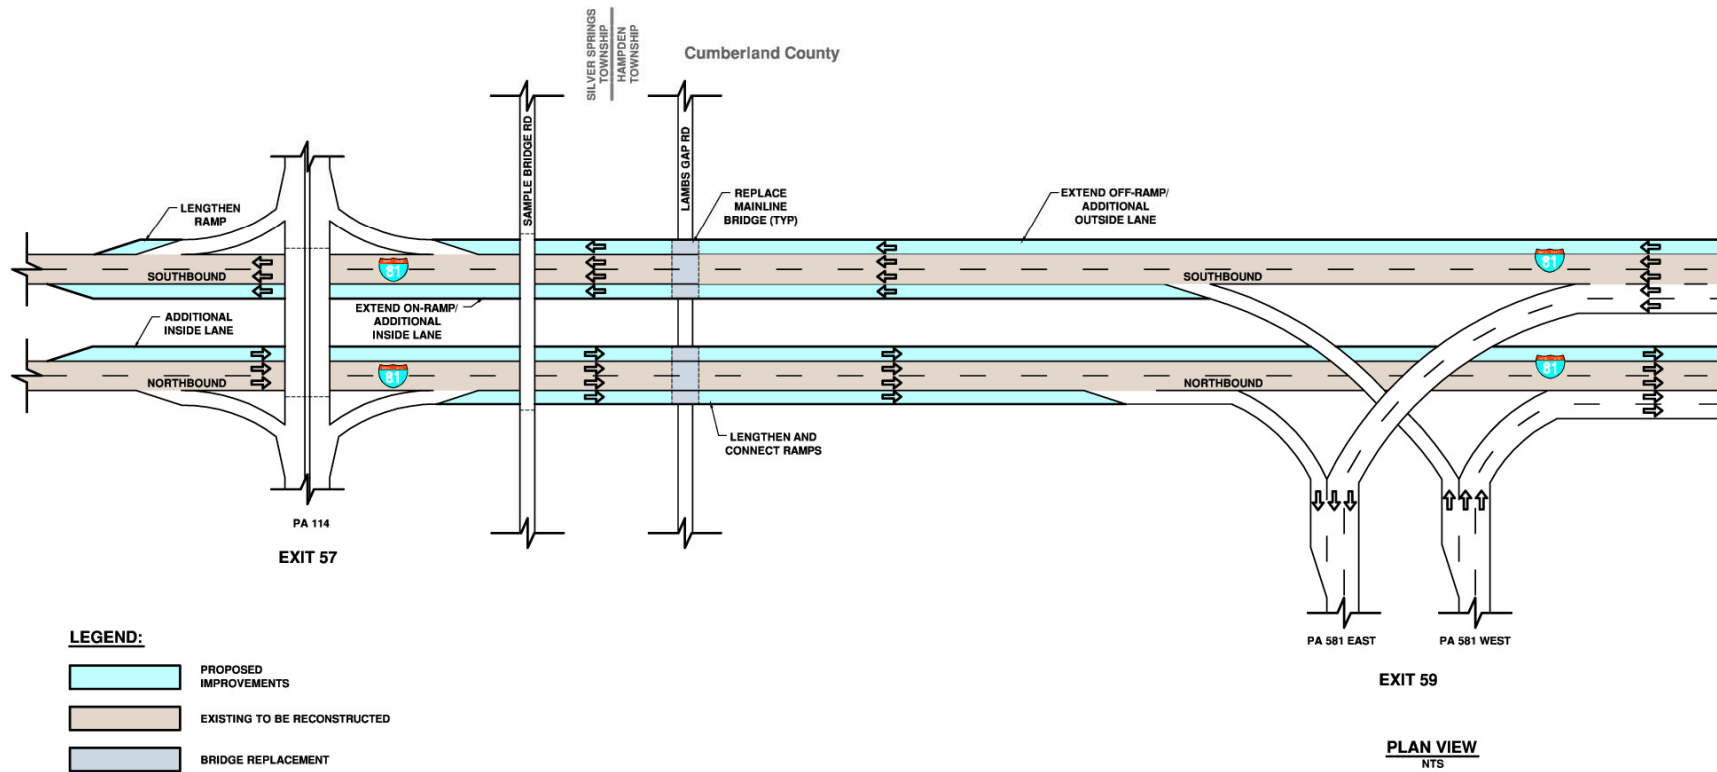 SILVER SPRINGS
TOWNSHIP
HAMPDEN
TOWNSHIP
Cumberland County
SAMPLE BRIDGE RD
LAMBS GAP RD
LENGTHEN
RAMP
REPLACE
MAINLINE
BRIDGE (TYP)
EXTEND OFF-RAMP/
ADDITIONAL
OUTSIDE LANE
SOUTHBOUND
81
SOUTHBOUND
81
ADDITIONAL
INSIDE LANE
EXTEND ON-RAMP/
ADDITIONAL
INSIDE LANE
NORTHBOUND
81
NORTHBOUND
81
LENGTHEN AND
CONNECT RAMPS
PA 114
EXIT 57
PA 581 EAST
PA 581 WEST
EXIT 59
LEGEND:
PROPOSED
IMPROVEMENTS
EXISTING TO BE RECONSTRUCTED
BRIDGE REPLACEMENT
PLAN VIEW
NTS